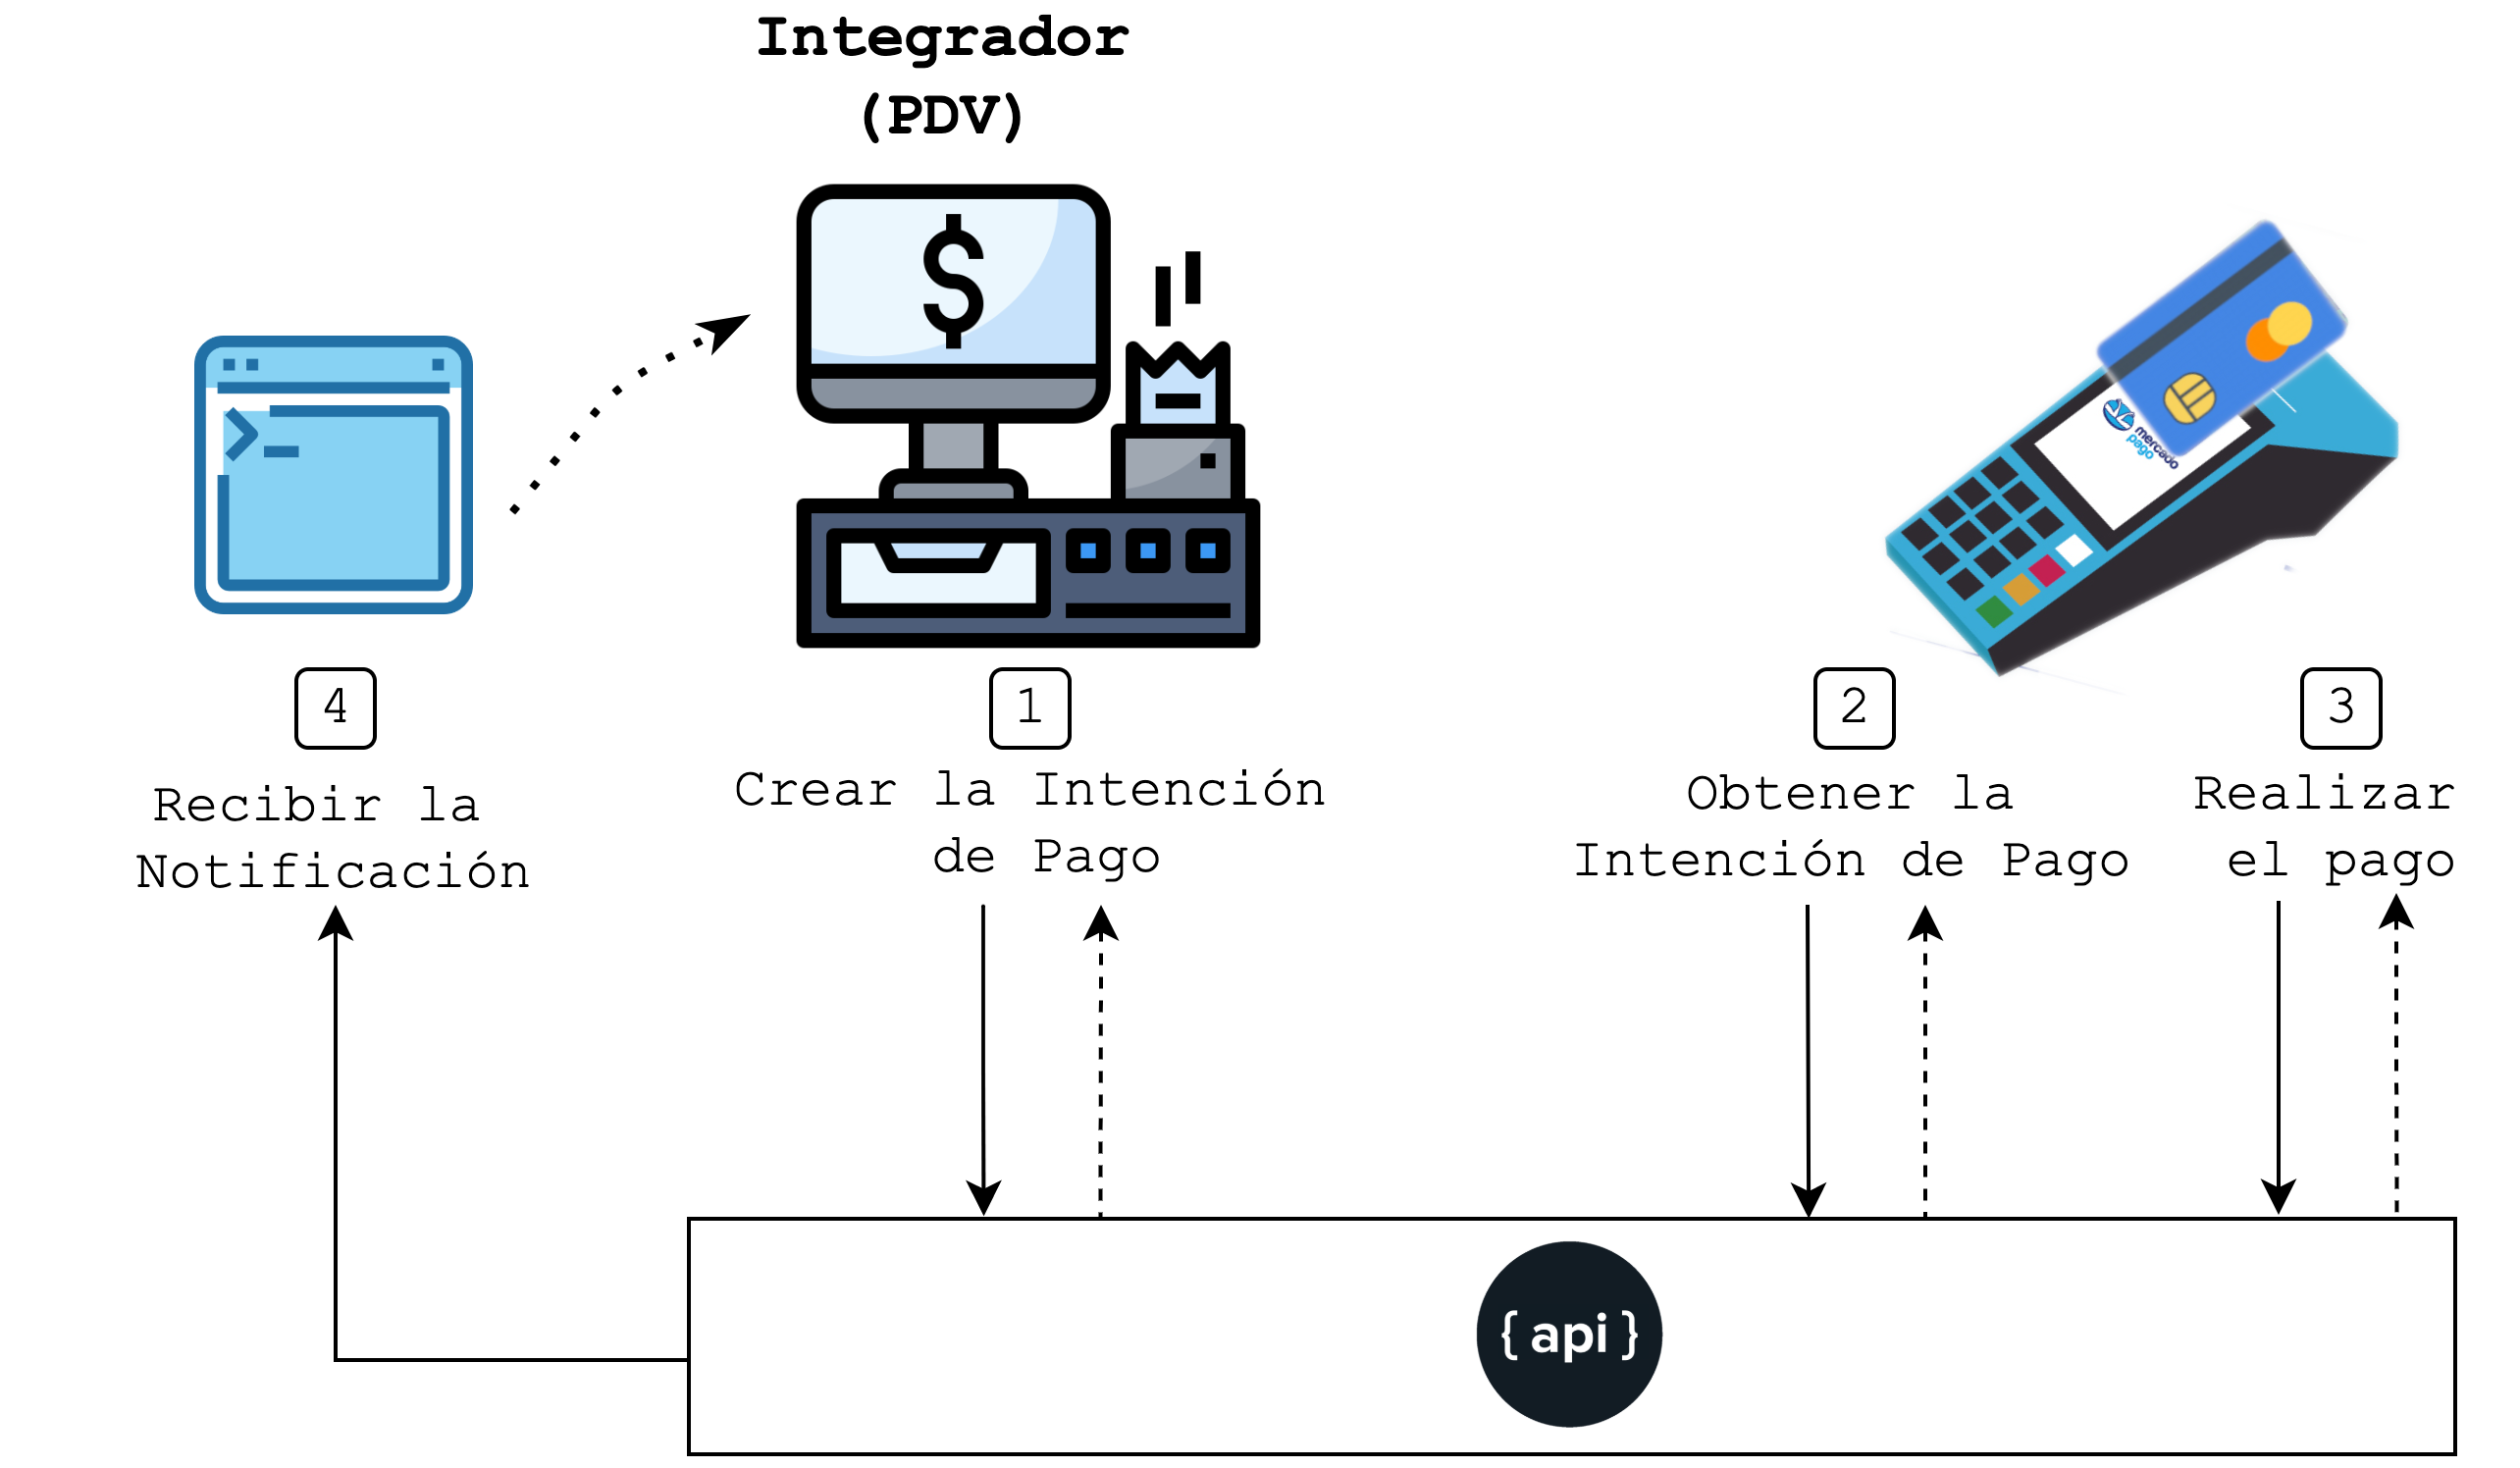 Integrador
(PDV)
mercado
pago
4
Recibir la
Notificación
1
Crear la Intención
de Pago
2
Obtener la
Intención de Pago
3
Realizar
el pago
{ api }